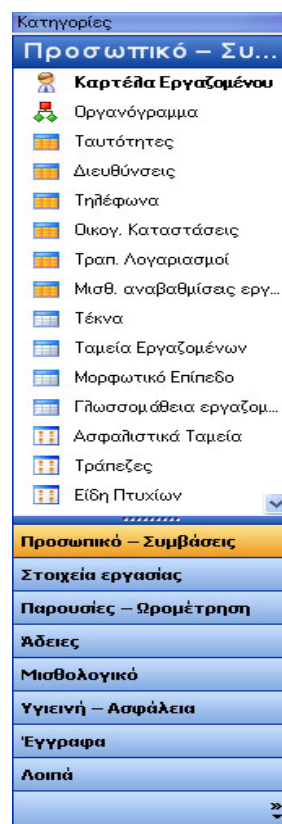 Κατηγορίες
Προσωπικό – Συ...
Καρτέλα Εργαζομένου
Οργανόγραμμα
Ταυτότητες
Διευθύνσεις
Τηλέφωνα
Οικογ. Καταστάσεις
Τραπ. Λογαριασμοί
Μισθ. αναβαθμίσεις εργ...
Τέκνα
Ταμεία Εργαζομένων
Μορφωτικό Επίπεδο
Γλωσσομάθεια εργαζομ...
Ασφαλιστικά Ταμεία
Τράπεζες
Είδη Πτυχίων
Προσωπικό – Συμβάσεις
Στοιχεία εργασίας
Παρουσίες – Ωρομέτρηση
Άδειες
Μισθολογικό
Υγιεινή – Ασφάλεια
Έγγραφα
Λοιπά